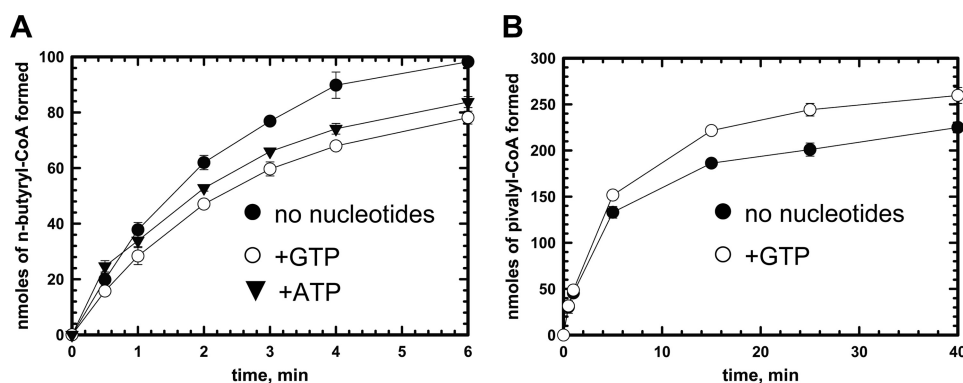 A
nmoles of n-butyryl-CoA formed
100
80
60
40
20
0
0 1 2 3 4 5 6
time, min
no nucleotides
+GTP
+ATP
B
nmoles of pivalyl-CoA formed
300
250
200
150
100
50
0
0 10 20 30 40
time, min
no nucleotides
+GTP